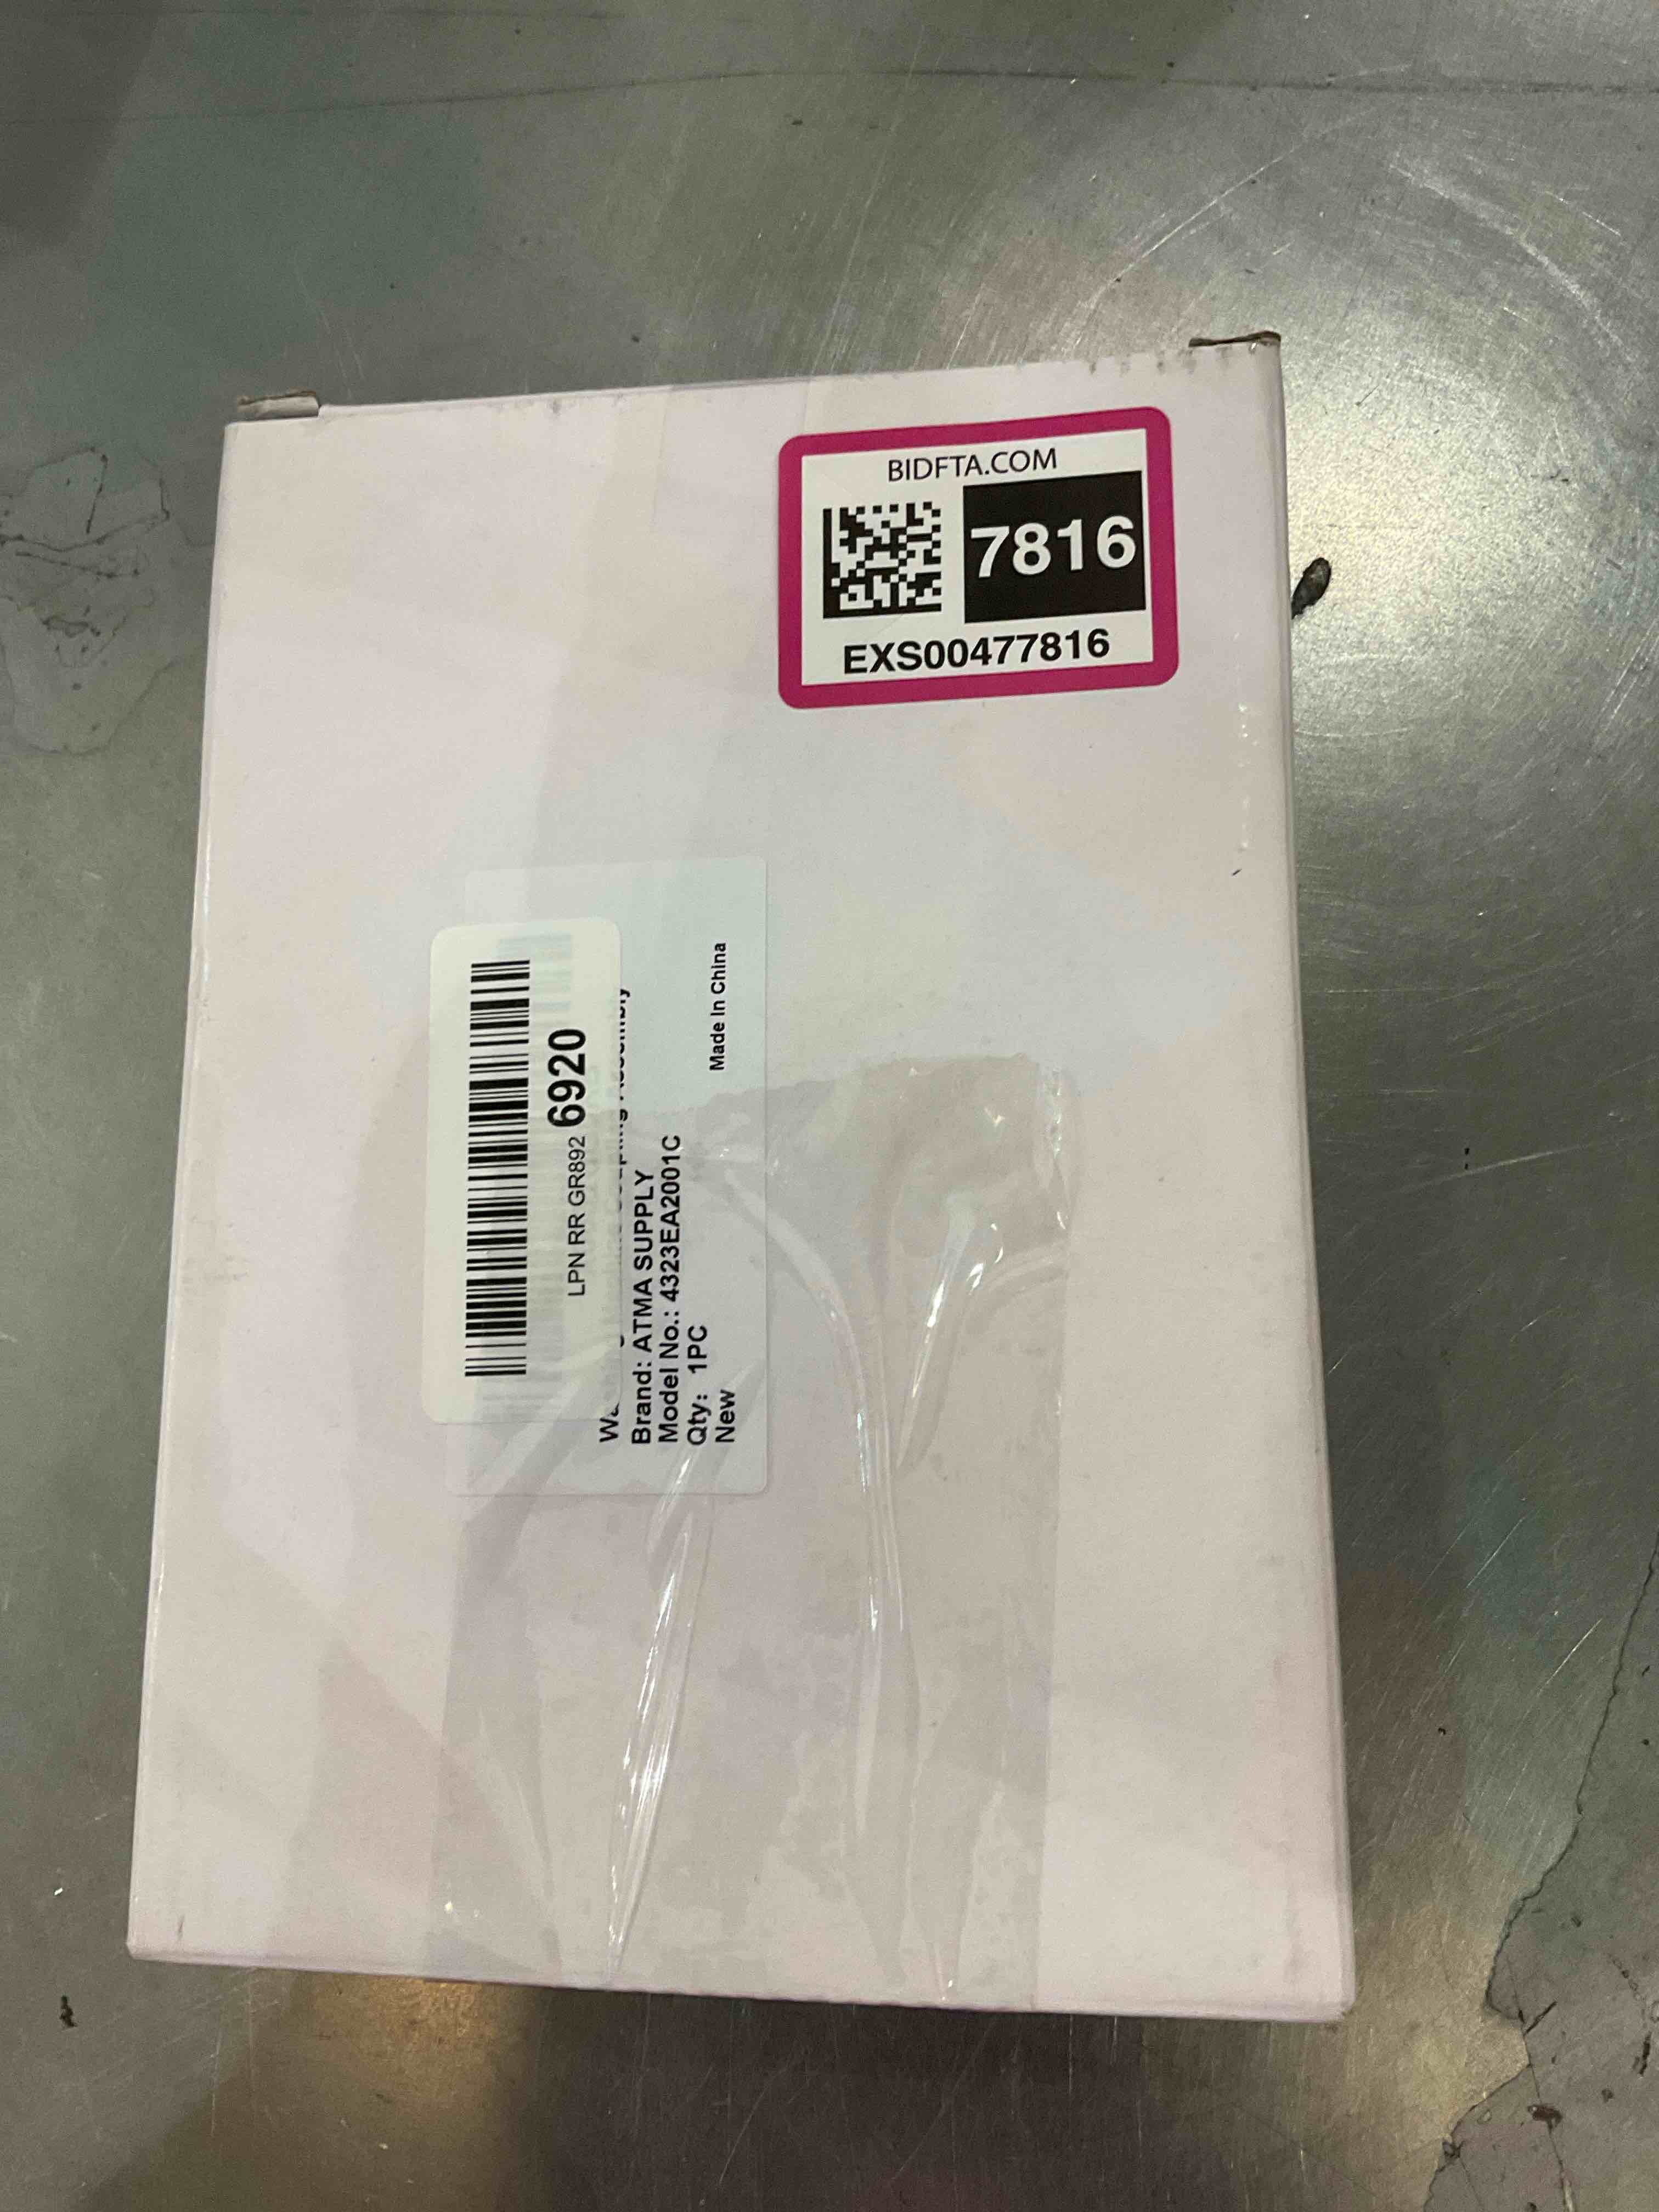 BIDFTA.COM
7816
EXS00477816
LPN RR GR892 6920
Assembly
Brand: ATMA SUPPLY
Model No.: 4323EA2001C
Qty: 1PC
New
Made In China